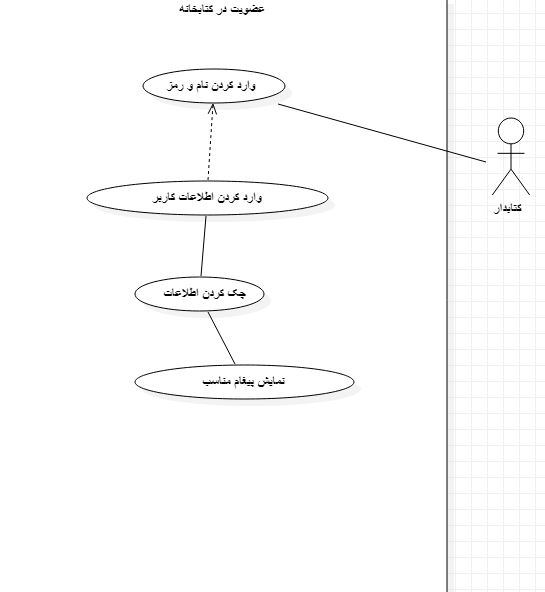 عضویت در کتابخانه
وارد کردن نام و رمز
وارد کردن اطلاعات کاربر
چک کردن اطلاعات
نمایش پیغام مناسب
کتابدار